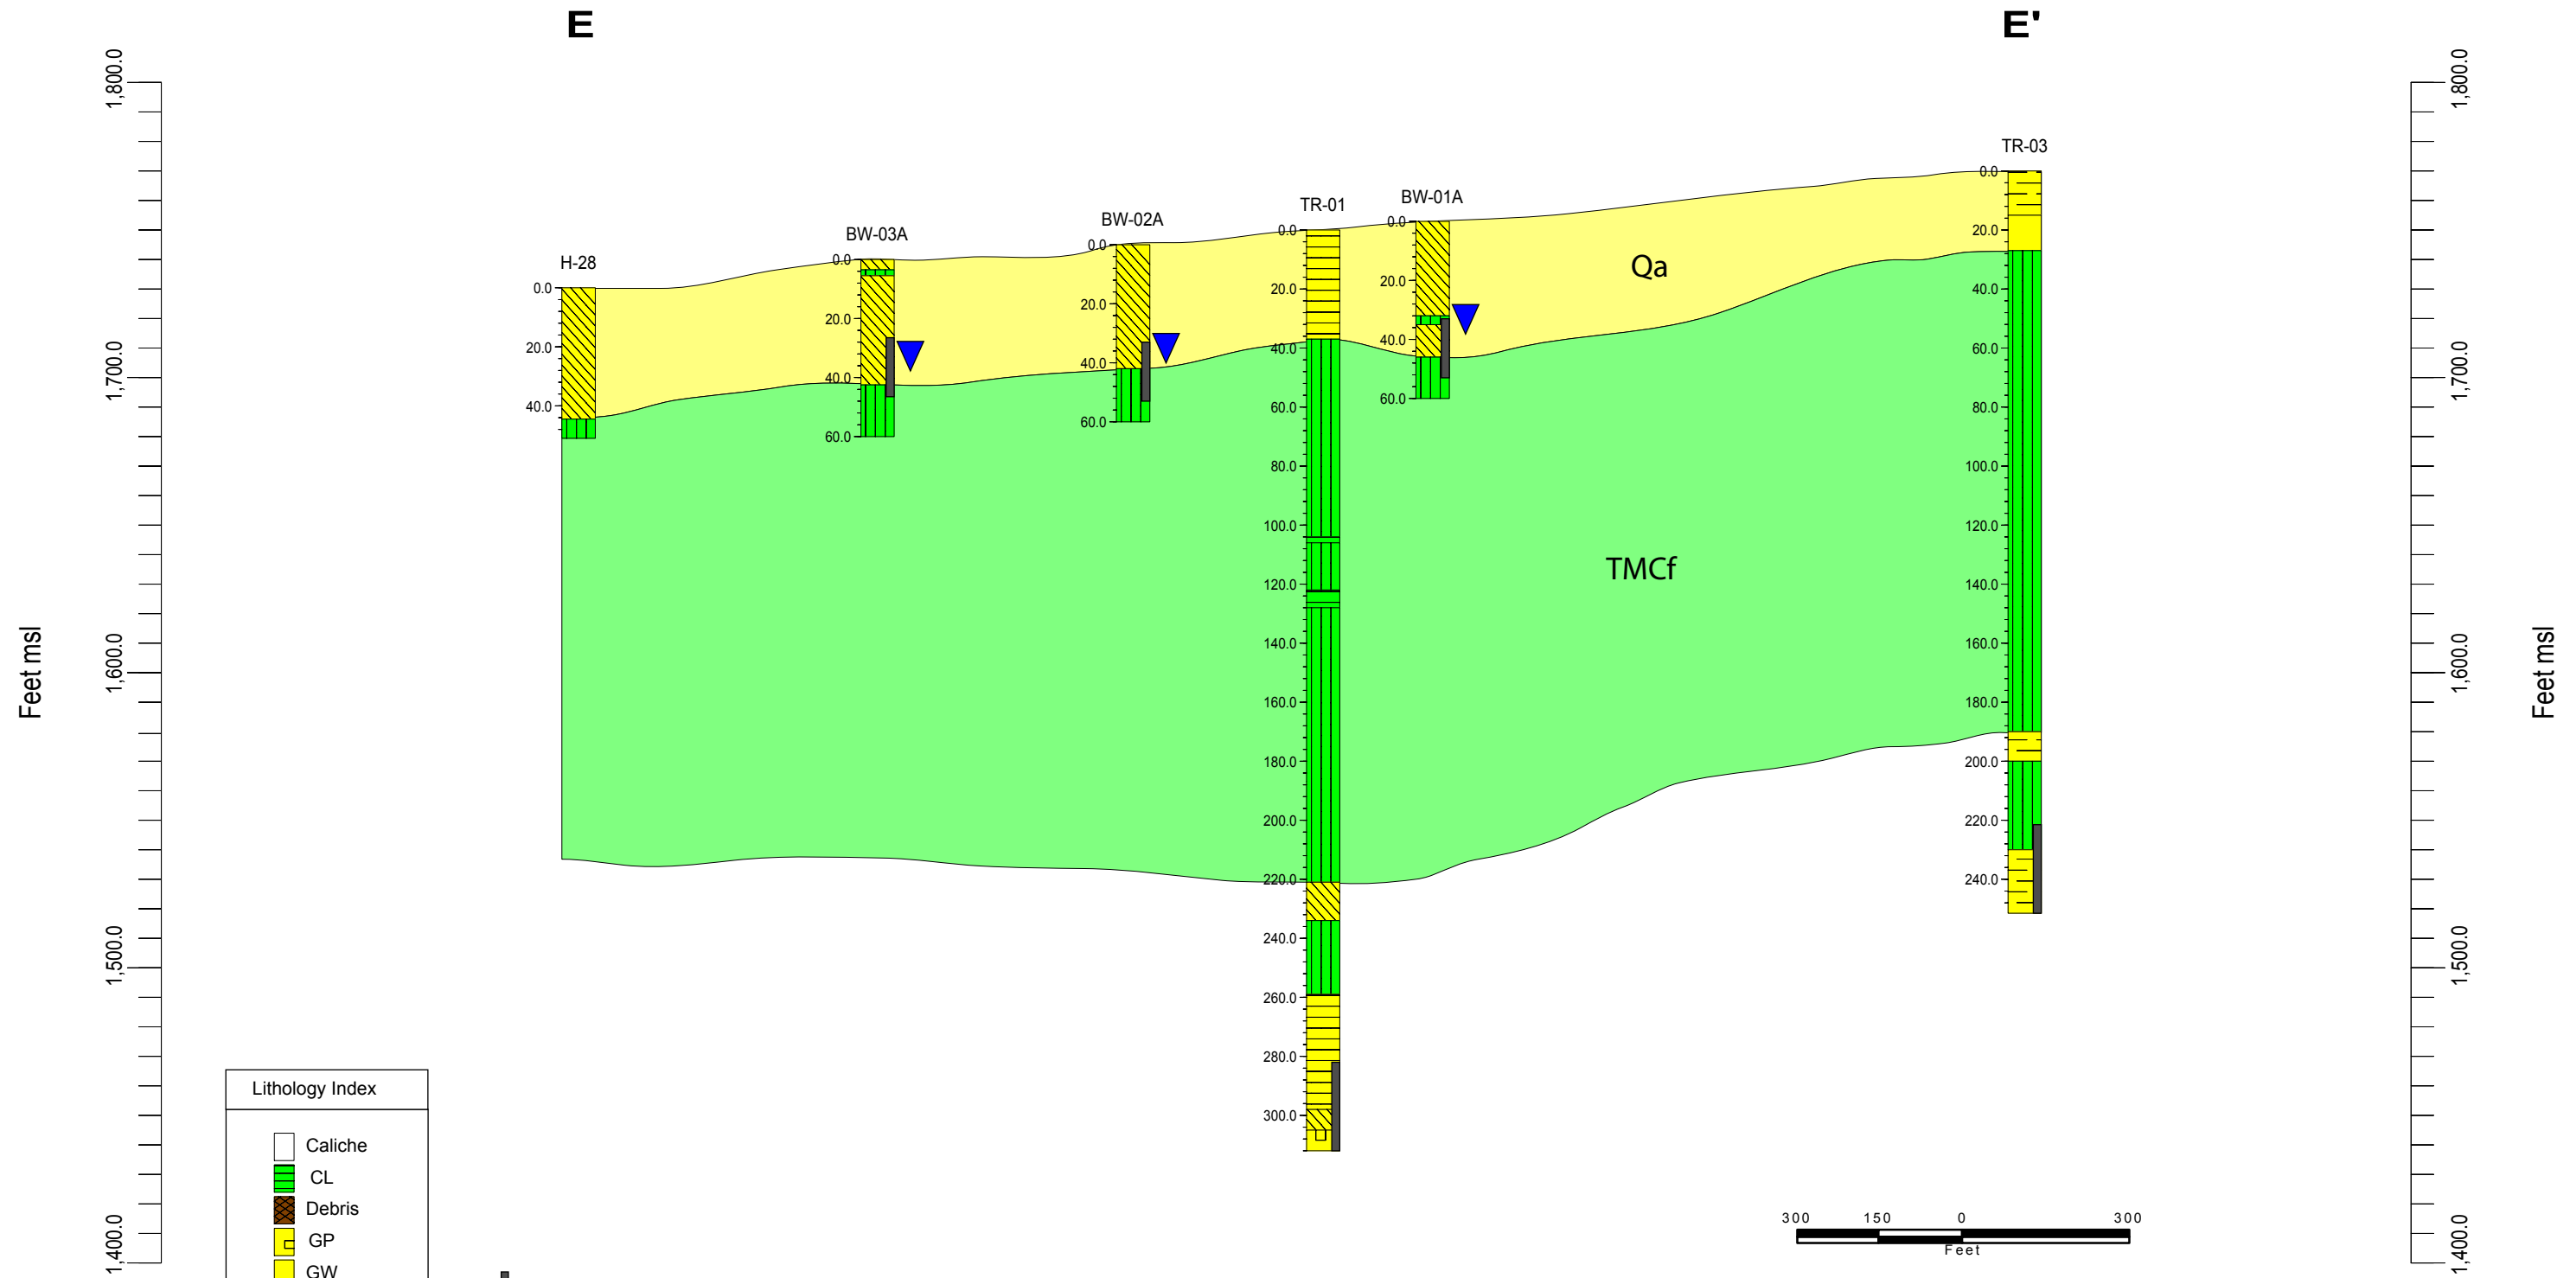 E
E'
1,800.0
1,700.0
1,600.0
1,500.0
1,400.0
Feet msl
H-28
0.0
20.0
40.0
BW-03A
0.0
20.0
40.0
60.0
BW-02A
0.0
20.0
40.0
60.0
TR-01
0.0
20.0
40.0
60.0
80.0
100.0
120.0
140.0
160.0
180.0
200.0
220.0
240.0
260.0
280.0
300.0
BW-01A
0.0
20.0
40.0
60.0
Qa
TMCf
TR-03
0.0
20.0
40.0
60.0
80.0
100.0
120.0
140.0
160.0
180.0
200.0
220.0
240.0
1,800.0
1,700.0
1,600.0
1,500.0
1,400.0
Feet msl
Lithology Index
Caliche
CL
Debris
GP
GW
300 150 0 300
Feet